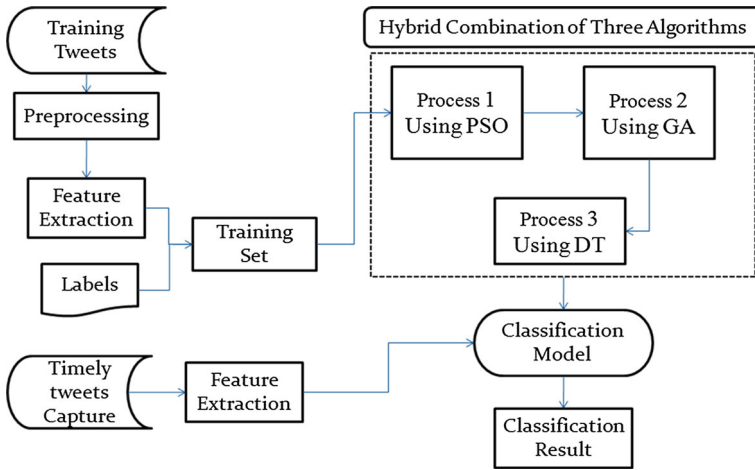 Training
Tweets
Preprocessing
Feature
Extraction
Labels
Training
Set
Hybrid Combination of Three Algorithms
Process 1
Using PSO
Process 2
Using GA
Process 3
Using DT
Timely
tweets
Capture
Feature
Extraction
Classification
Model
Classification
Result